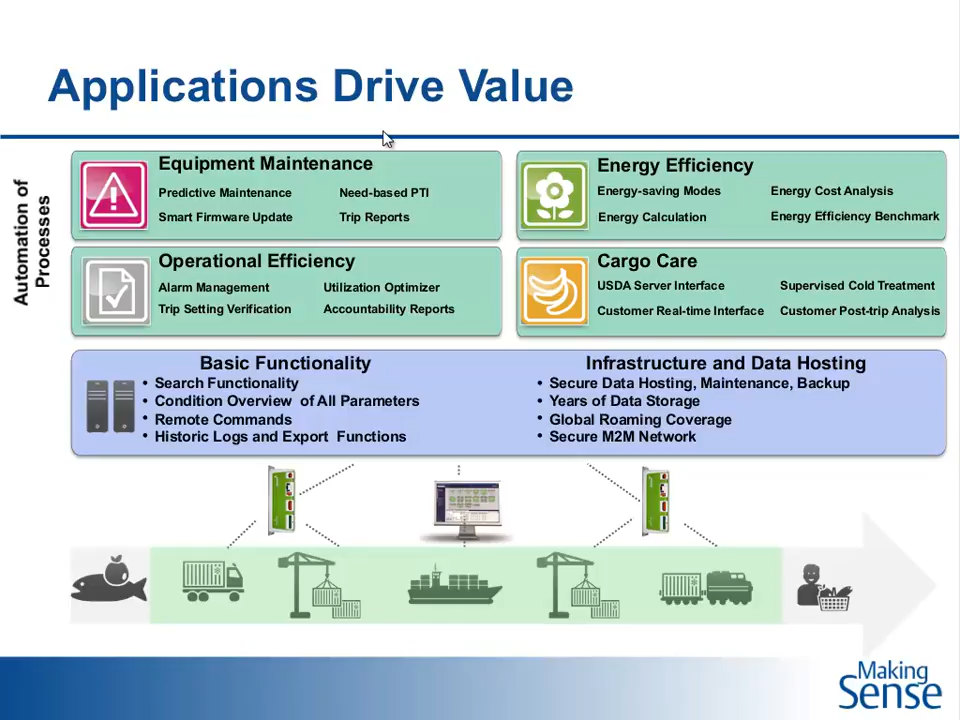 Applications Drive Value
Automation of
Processes
Equipment Maintenance
Predictive Maintenance
Need-based PTI
Smart Firmware Update
Trip Reports
Energy Efficiency
Energy-saving Modes
Energy Cost Analysis
Energy Calculation
Energy Efficiency Benchmark
Operational Efficiency
Alarm Management
Utilization Optimizer
Trip Setting Verification
Accountability Reports
Cargo Care
USDA Server Interface
Supervised Cold Treatment
Customer Real-time Interface
Customer Post-trip Analysis
Basic Functionality
• Search Functionality
• Condition Overview of All Parameters
• Remote Commands
• Historic Logs and Export Functions
Infrastructure and Data Hosting
• Secure Data Hosting, Maintenance, Backup
• Years of Data Storage
• Global Roaming Coverage
• Secure M2M Network
Making
Sense